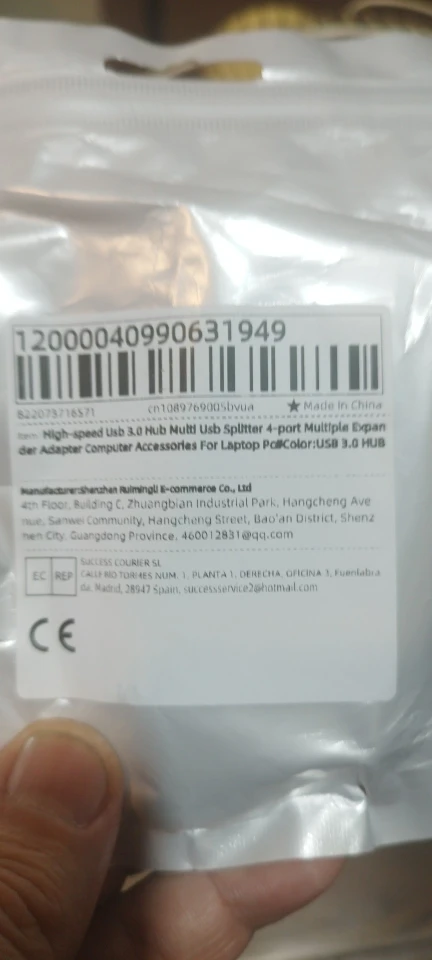 12000040990631949
822073716571 cn1089769005bvua ★ Made In China
Item: High-speed Usb 3.0 Hub Multi Usb Splitter 4-port Multiple Expan
der Adapter Computer Accessories For Laptop Pc#Color:USB 3.0 HUB
Manufacturer:Shenzhen Ruimingli E-commerce Co., Ltd
4th Floor, Building C, Zhuangbian Industrial Park, Hangcheng Ave
nue, Sanwei Community, Hangcheng Street, Bao'an District, Shenz
hen City, Guangdong Province, 460012831@qq.com
EC REP
SUCCESS COURIER SL
CALLE RIO TORMES NUM. 1, PLANTA 1, DERECHA, OFICINA 3, Fuenlabra
da, Madrid, 28947 Spain, successservice2@hotmail.com
CE